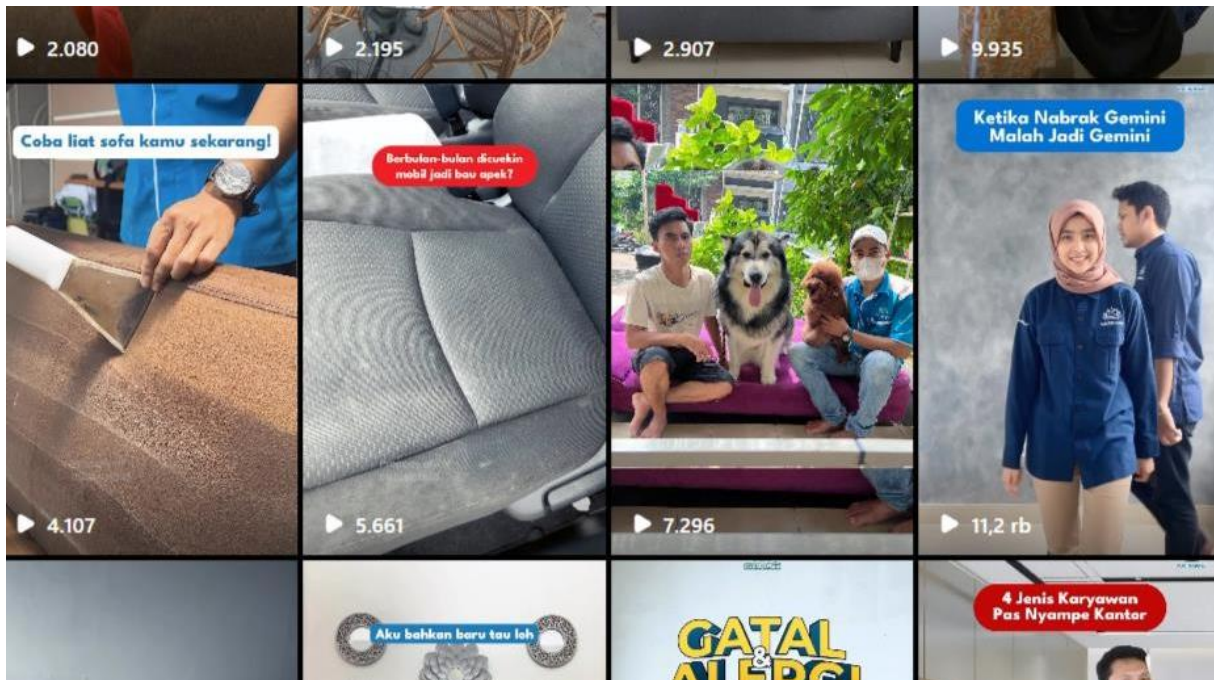 2.080
2.195
2.907
9.935
Coba liat sofa kamu sekarang!
Berbulan-bulan dicuekin
mobil jadi bau apek?
Ketika Nabrak Gemini
Malah Jadi Gemini
4.107
5.661
7.296
11,2 rb
Aku bahkan baru tau loh
GATAL
&
ALERGI
4 Jenis Karyawan
Pas Nyampe Kantor